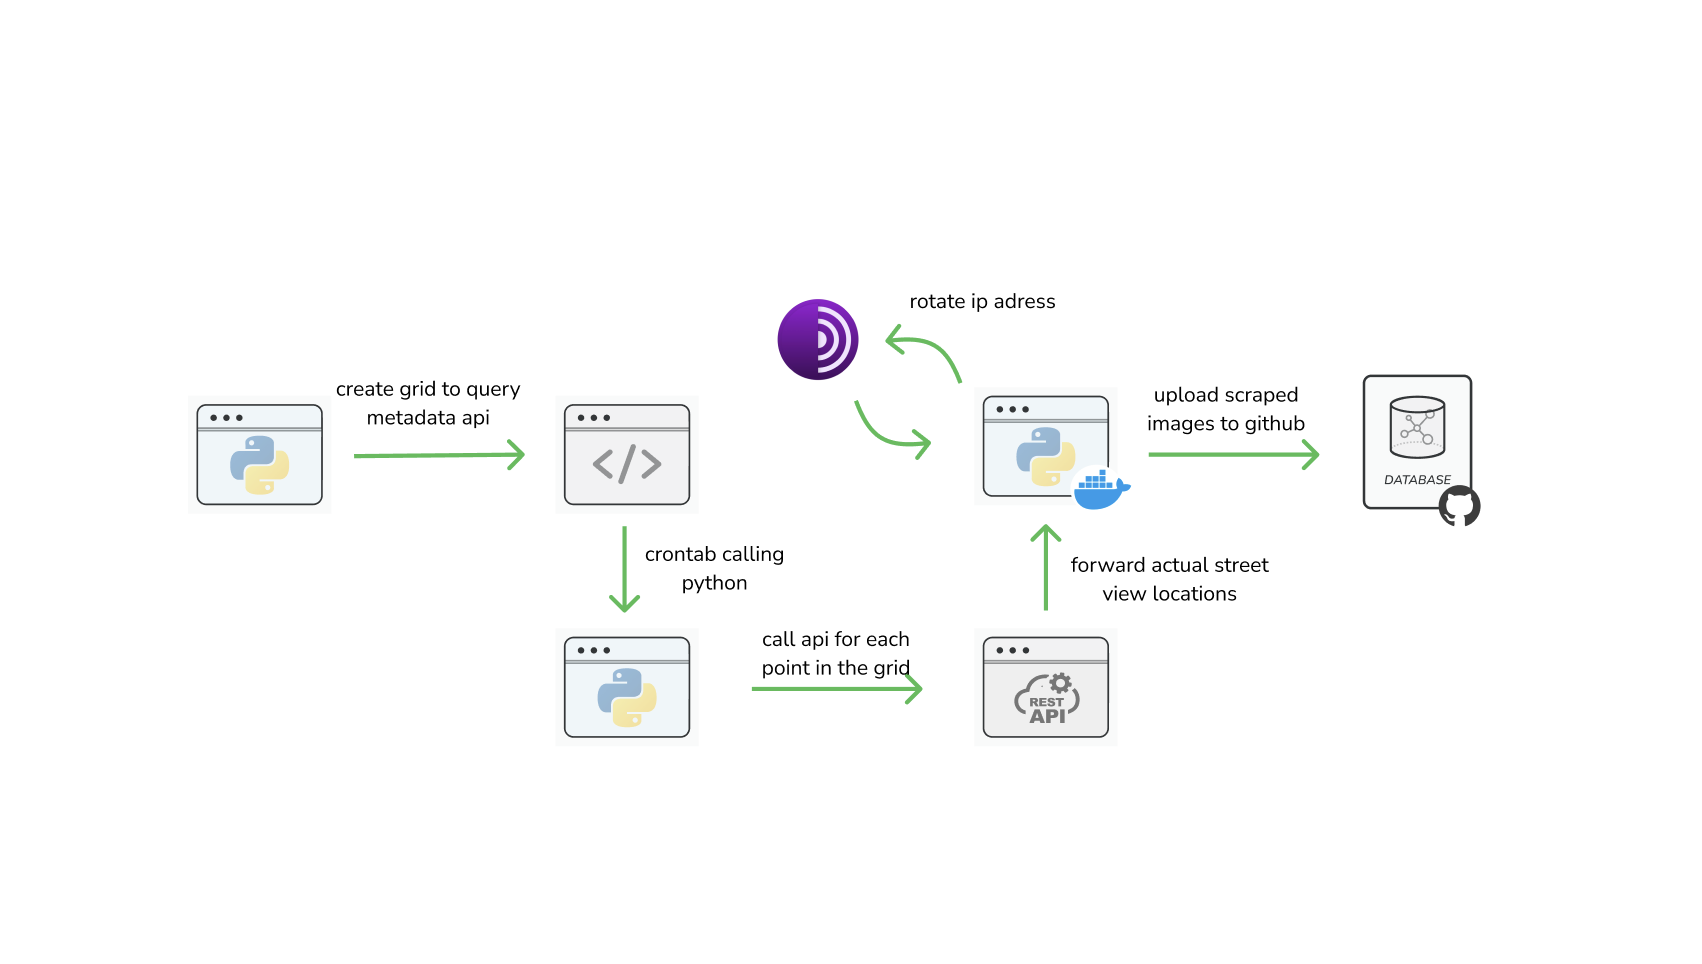 rotate ip adress
create grid to query
metadata api
upload scraped
images to github
DATABASE
crontab calling
python
forward actual street
view locations
call api for each
point in the grid
REST
API